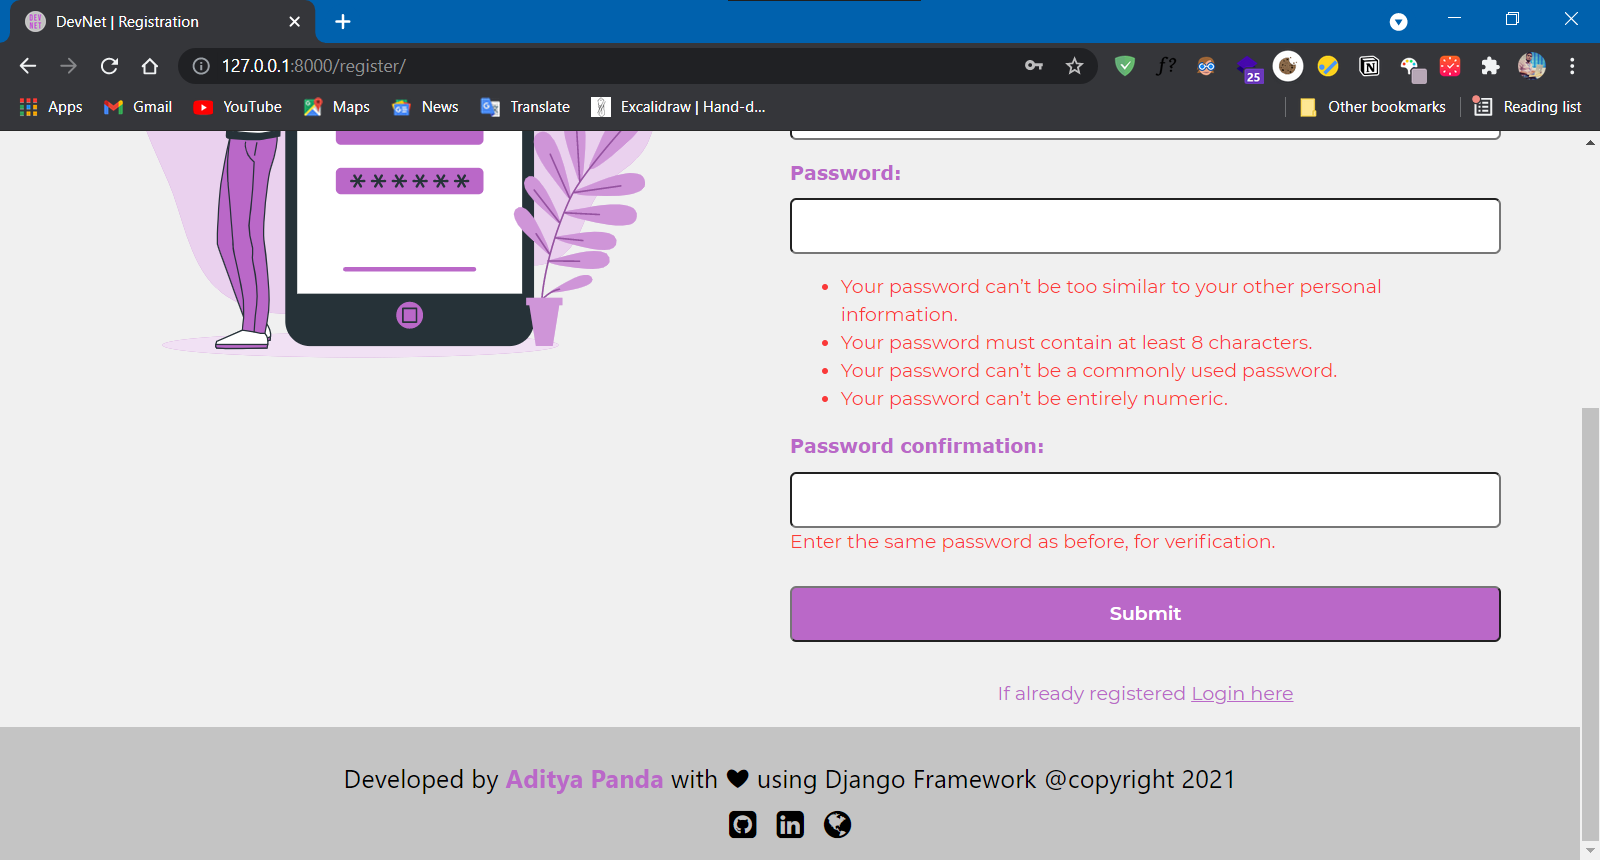 DevNet | Registration
127.0.0.1:8000/register/
f?
25
Apps
Gmail
YouTube
Maps
News
Translate
Excalidraw | Hand-d...
Other bookmarks
Reading list
******
Password:
• Your password can’t be too similar to your other personal
information.
• Your password must contain at least 8 characters.
• Your password can’t be a commonly used password.
• Your password can’t be entirely numeric.
Password confirmation:
Enter the same password as before, for verification.
Submit
If already registered Login here
Developed by Aditya Panda with ♥ using Django Framework @copyright 2021
in